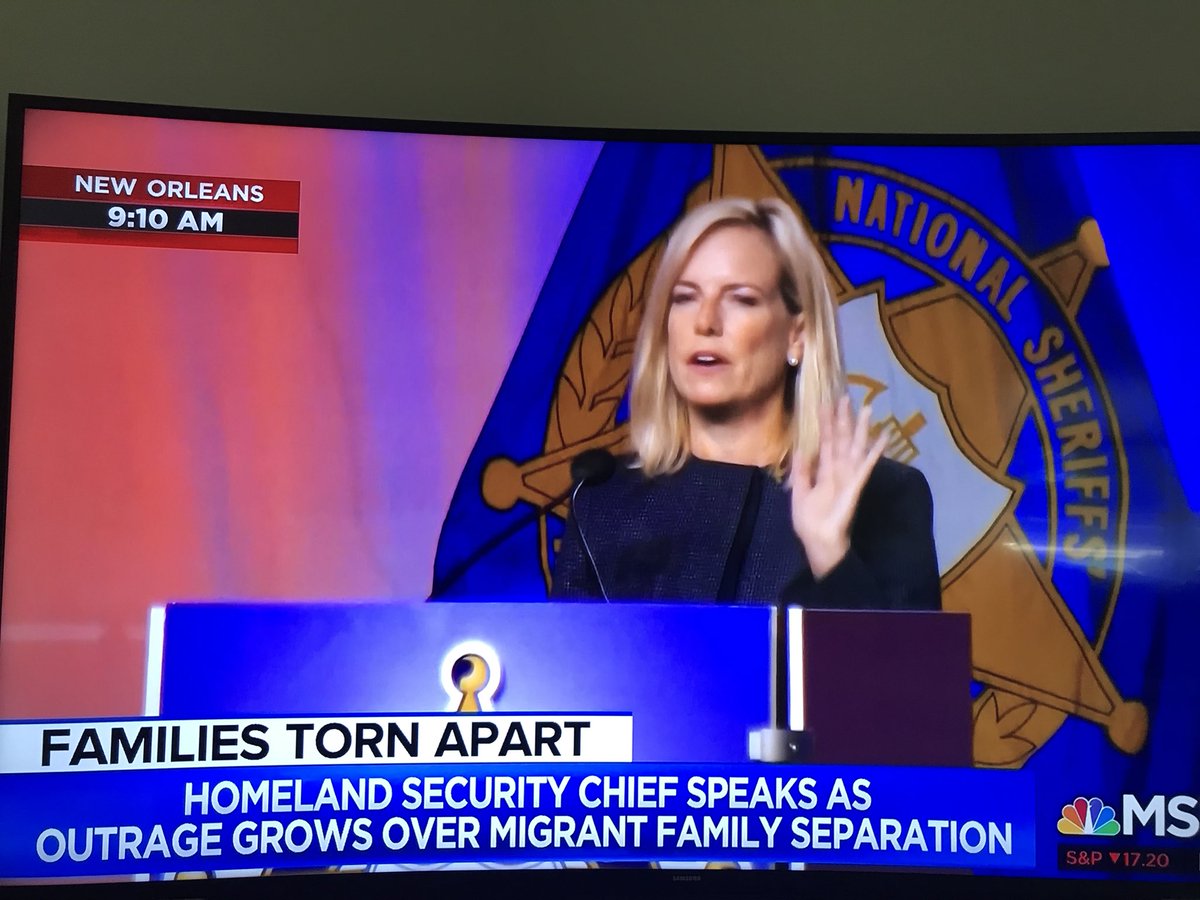 NEW ORLEANS
9:10 AM
NATIONAL SHERIFFS'
FAMILIES TORN APART
HOMELAND SECURITY CHIEF SPEAKS AS
OUTRAGE GROWS OVER MIGRANT FAMILY SEPARATION
MS
S&P ▼17.20
SAMSUNG